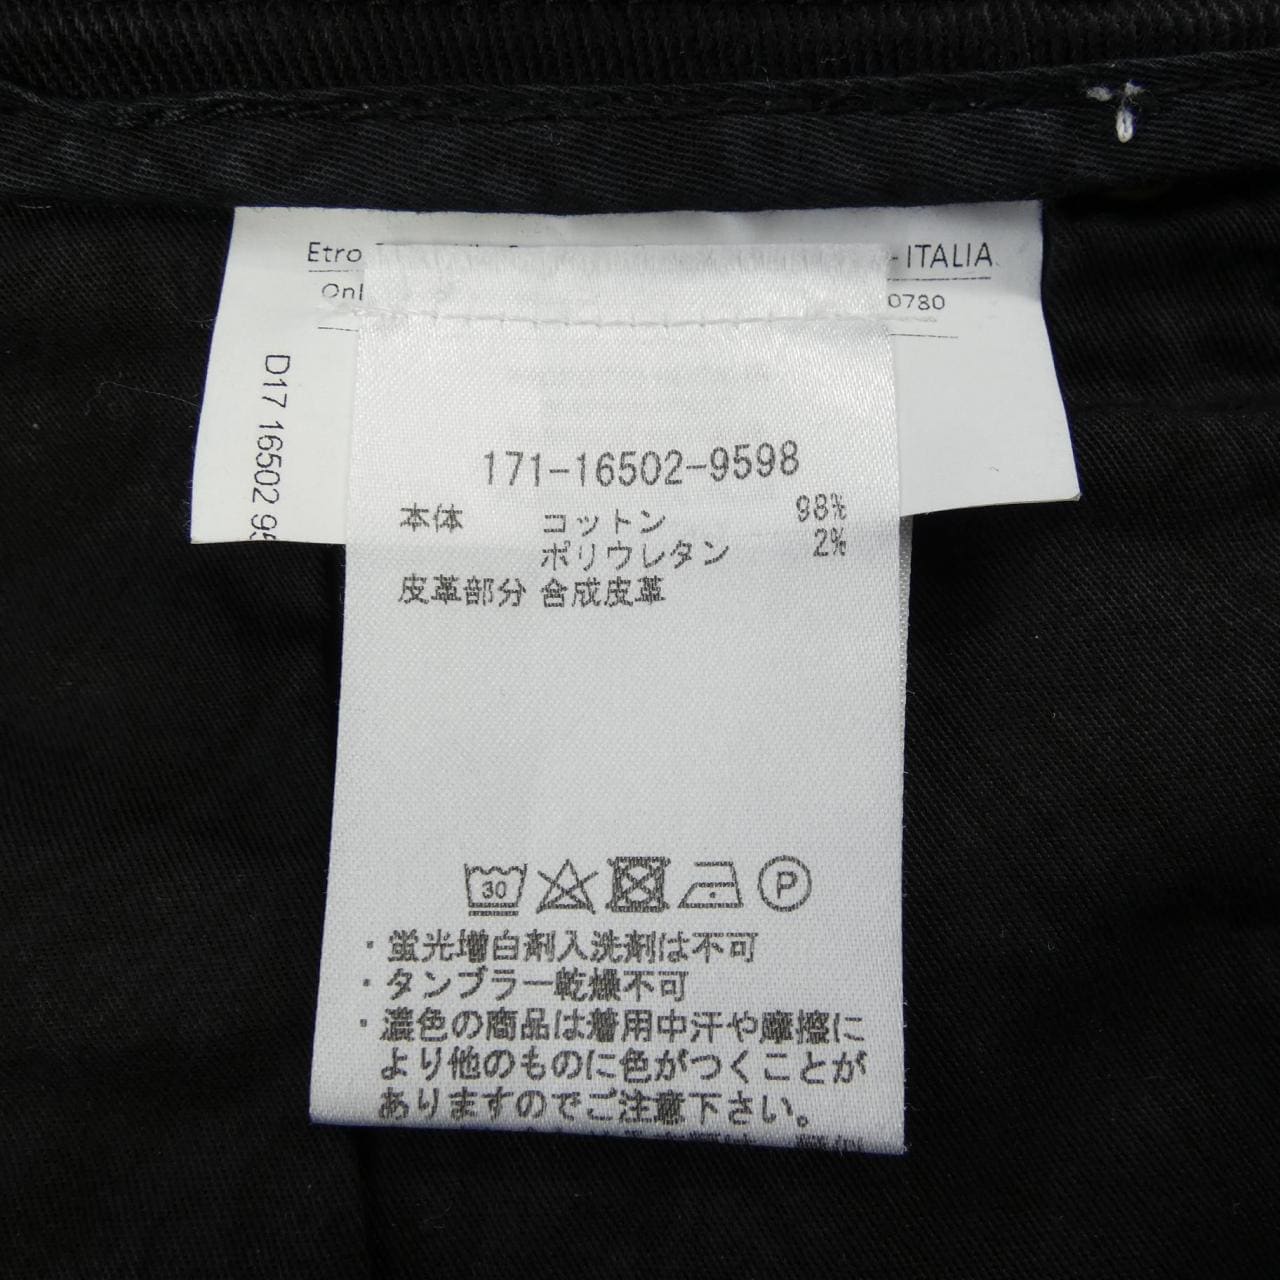 Etro
- ITALIA
Onl
0780
D17 16502 95
171-16502-9598
本体 コットン 98%
ポリウレタン 2%
皮革部分 合成皮革
30
P
・蛍光増白剤入洗剤は不可
・タンブラー乾燥不可
・濃色の商品は着用中汗や摩擦に
より他のものに色がつくことが
ありますのでご注意下さい。